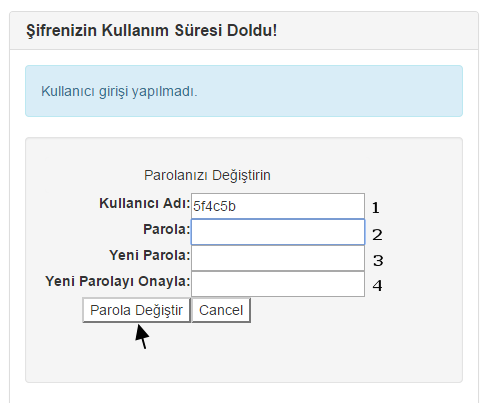 Şifrenizin Kullanım Süresi Doldu!
Kullanıcı girişi yapılmadı.
Parolanızı Değiştirin
Kullanıcı Adı: 5f4c5b 1
Parola: 2
Yeni Parola: 3
Yeni Parolayı Onayla: 4
Parola Değiştir Cancel